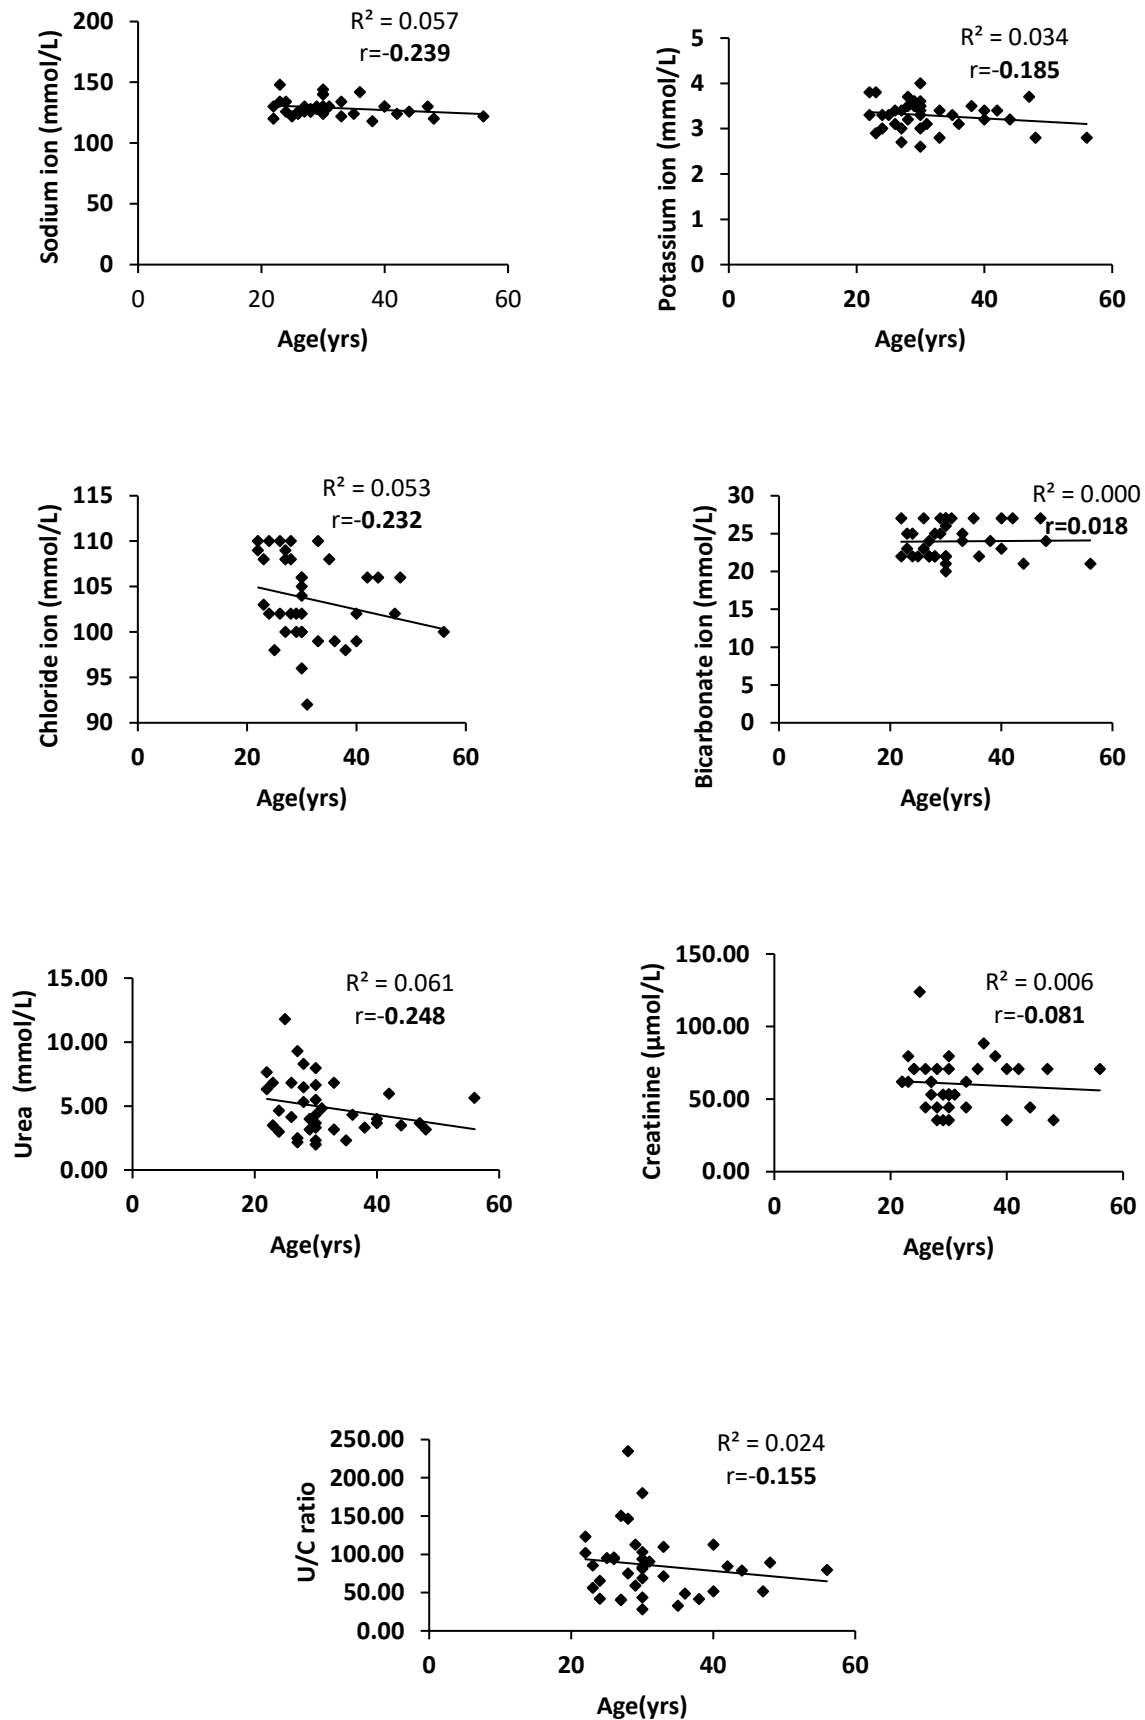 R² = 0.057
r=-0.239
Sodium ion (mmol/L)
200
150
100
50
0
0 20 40 60
Age(yrs)
R² = 0.034
r=-0.185
Potassium ion (mmol/L)
5
4
3
2
1
0
0 20 40 60
Age(yrs)
R² = 0.053
r=-0.232
Chloride ion (mmol/L)
115
110
105
100
95
90
0 20 40 60
Age(yrs)
R² = 0.000
r=0.018
Bicarbonate ion (mmol/L)
30
25
20
15
10
5
0
0 20 40 60
Age(yrs)
R² = 0.061
r=-0.248
Urea (mmol/L)
15.00
10.00
5.00
0.00
0 20 40 60
Age(yrs)
R² = 0.006
r=-0.081
Creatinine (µmol/L)
150.00
100.00
50.00
0.00
0 20 40 60
Age(yrs)
R² = 0.024
r=-0.155
U/C ratio
250.00
200.00
150.00
100.00
50.00
0.00
0 20 40 60
Age(yrs)